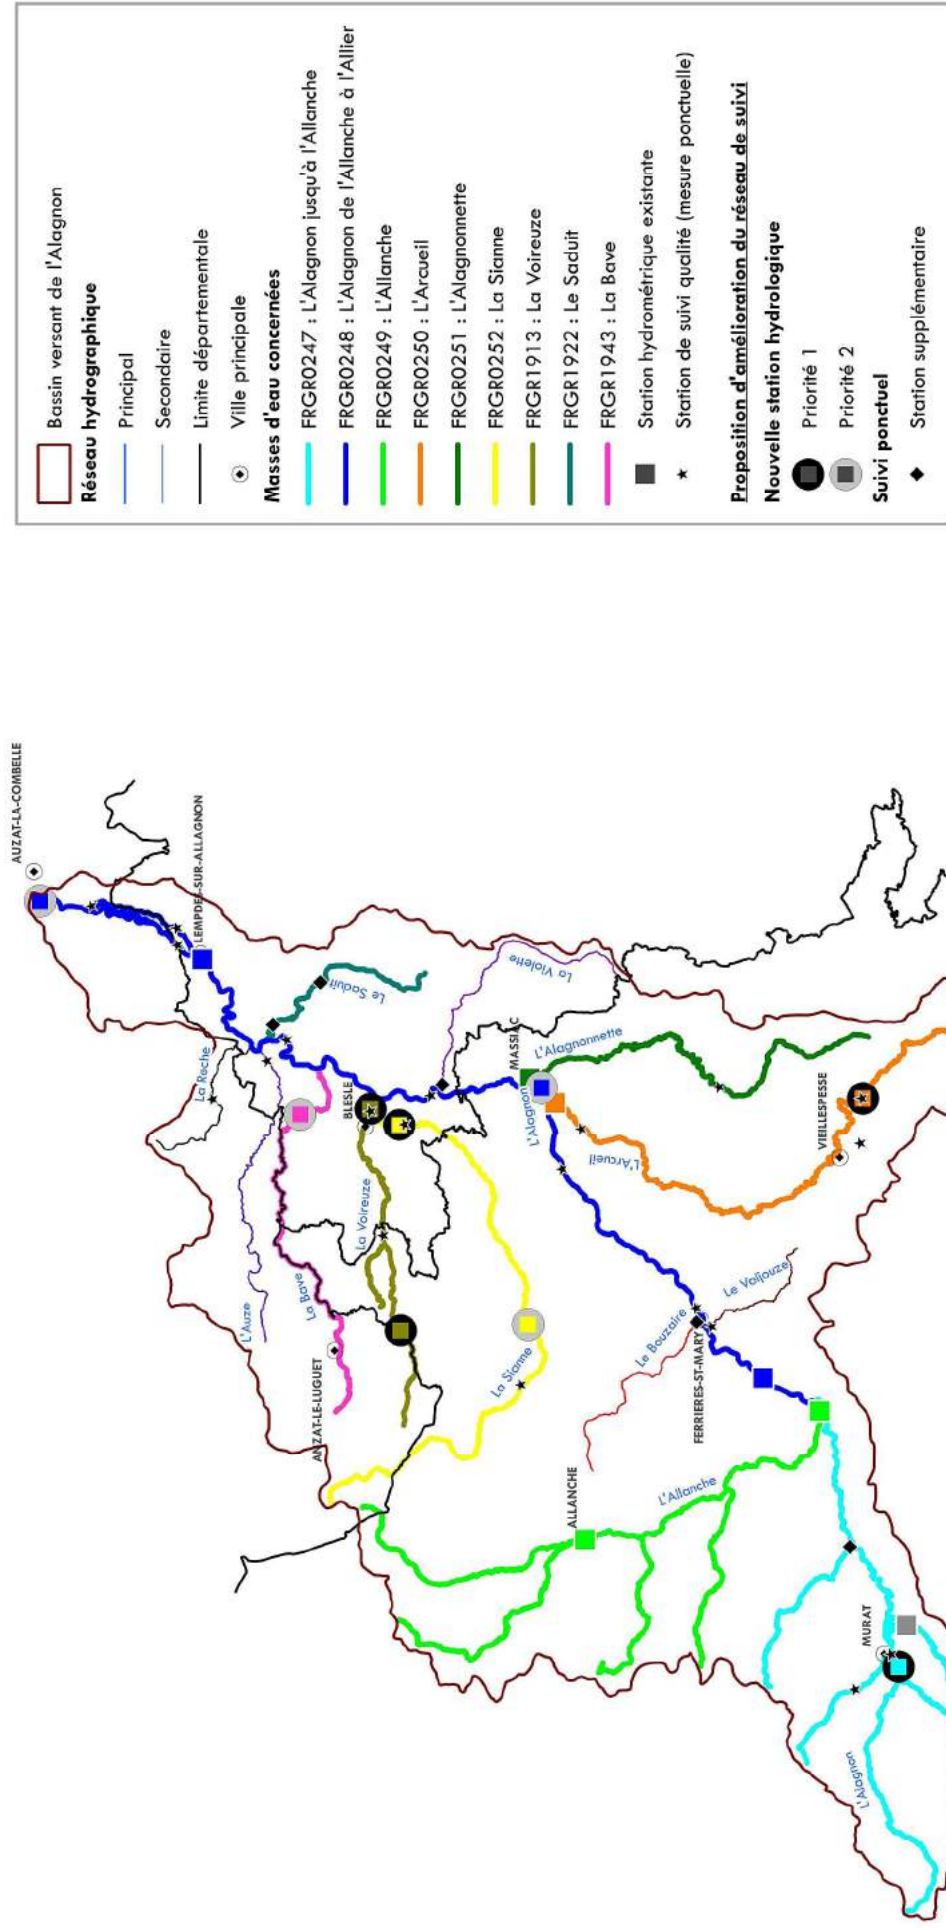 Bassin versant de l'Alagnon
Réseau hydrographique
Principal
Secondaire
Limite départementale
Ville principale
Masses d'eau concernées
FRGR0247 : L'Alagnon jusqu'à l'Allanche
FRGR0248 : L'Alagnon de l'Allanche à l'Allier
FRGR0249 : L'Allanche
FRGR0250 : L'Arcueil
FRGR0251 : L'Alagnonnette
FRGR0252 : La Sianne
FRGR1913 : La Voireuze
FRGR1922 : Le Saduit
FRGR1943 : La Bave
Station hydrométrique existante
Station de suivi qualité (mesure ponctuelle)
Proposition d'amélioration du réseau de suivi
Nouvelle station hydrologique
Priorité 1
Priorité 2
Suivi ponctuel
Station supplémentaire
AUZAT-LA-COMBELLE
LEMPDES-SUR-ALLAGNON
La Roche
Le Saduit
L'Auze
La Bave
ANZAT-LE-LUGUET
BLESLE
La Voireuze
La Violette
La Sianne
MASSIAC
L'Alagnon
L'Alagnonnette
L'Arcueil
VIEILLESPESSE
Le Bouzaire
Le Valjouze
FERRIERES-ST-MARY
ALLANCHE
L'Allanche
MURAT
L'Alagnon